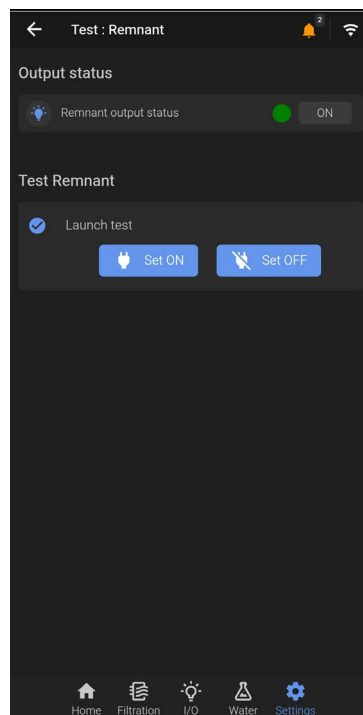 Test : Remnant
2
Output status
Remnant output status
ON
Test Remnant
Launch test
Set ON
Set OFF
Home
Filtration
I/O
Water
Settings